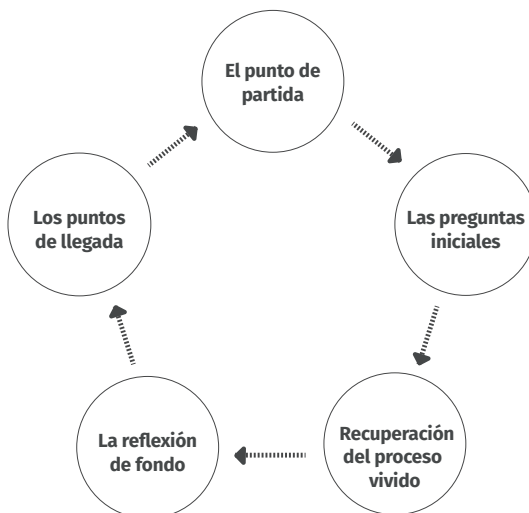 El punto de
partida
Las preguntas
iniciales
Recuperación
del proceso
vivido
La reflexión
de fondo
Los puntos
de llegada